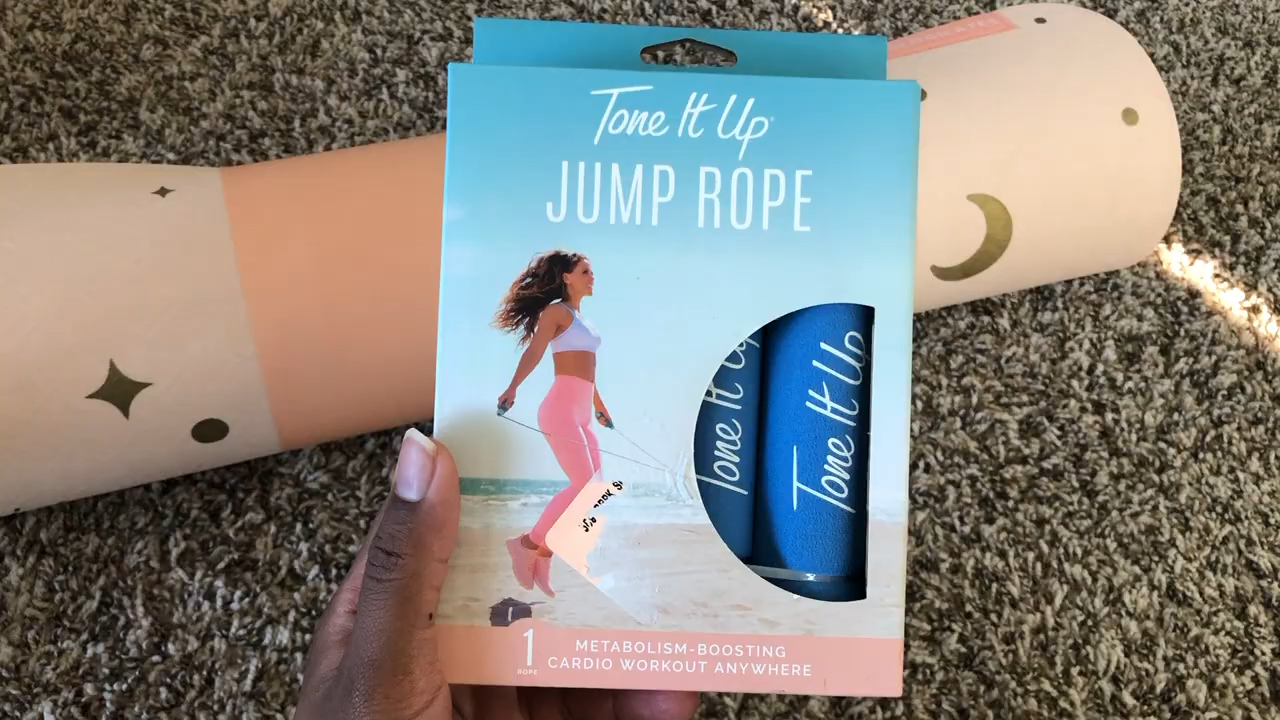 Tone It Up
JUMP ROPE
Tone It Up
Tone It Up
1
ROPE
METABOLISM-BOOSTING
CARDIO WORKOUT ANYWHERE